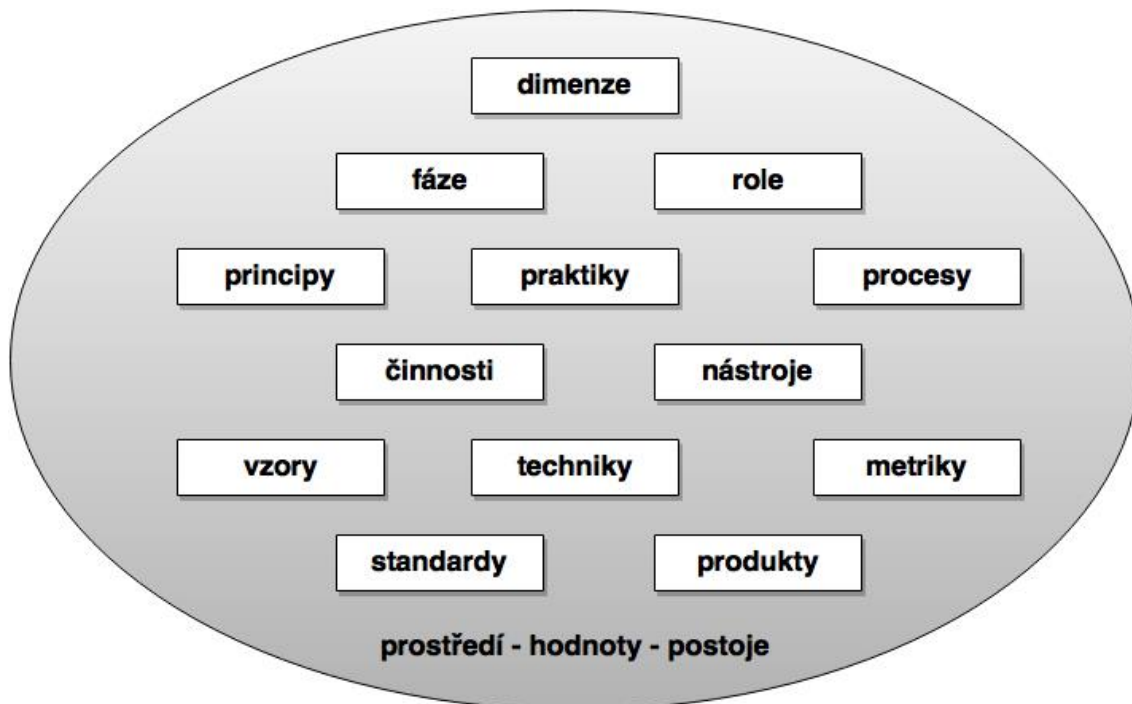 dimenze
fáze role
principy praktiky procesy
činnosti nástroje
vzory techniky metriky
standardy produkty
prostředí - hodnoty - postoje